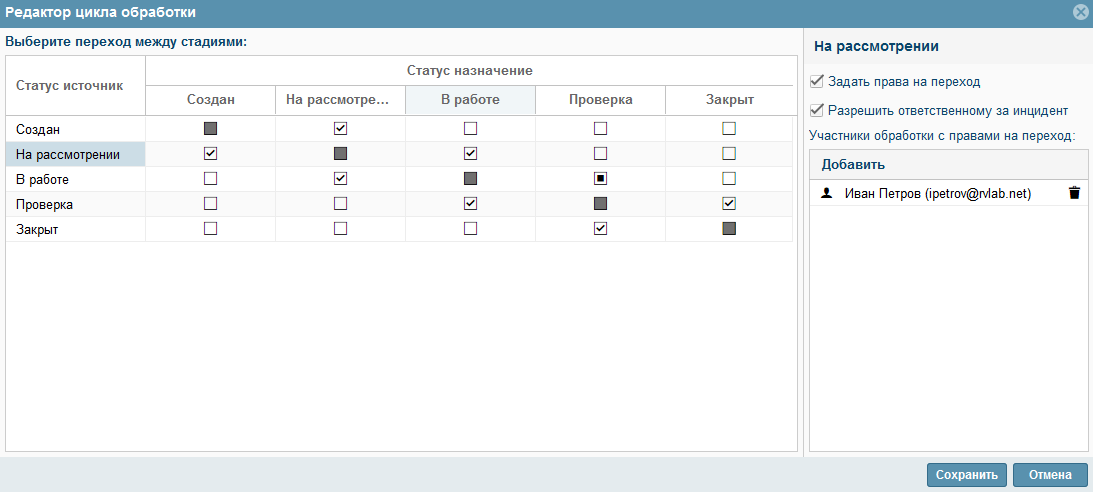 Редактор цикла обработки
Выберите переход между стадиями:
Статус источник
Статус назначение
Создан
На рассмотре...
В работе
Проверка
Закрыт
Создан
На рассмотрении
В работе
Проверка
Закрыт
На рассмотрении
Задать права на переход
Разрешить ответственному за инцидент
Участники обработки с правами на переход:
Добавить
Иван Петров (ipetrov@rvlab.net)
Сохранить
Отмена